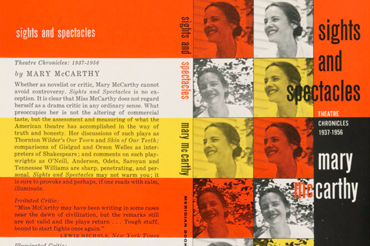 sights and spectacles
Theatre Chronicles: 1937-1956
by MARY McCARTHY
Whether as novelist or critic, Mary McCarthy cannot
avoid controversy. Sights and Spectacles is no ex-
ception. It is clear that Miss McCarthy does not regard
herself as a drama critic in any ordinary sense. What
preoccupies her is not the altering of commercial
taste, but the assessment and measuring of what the
American theatre has accomplished in the way of
truth and honesty. Her discussions of such plays as
Thornton Wilder's Our Town and Skin of Our Teeth;
comparisons of Gielgud and Orson Welles as inter-
preters of Shakespeare; and comments on such play-
wrights as O'Neill, Anderson, Odets, Saroyan and
Tennessee Williams are sharp, penetrating, and per-
sonal. Sights and Spectacles may not warm you; it
is sure to provoke and perhaps, if one reads with calm,
illuminate.
Irritated Critic:
"Miss McCarthy may have been writing in some caves
near the dawn of civilization, but the remarks still
are not valid and the plays return . . . Tough stuff,
bound to start fights once again."
LEWIS NICHOLS, New York Times
sights and
spectacles
mary mccarthy
MERIDIAN BOOKS
sights
and
spectacles
THEATRE
CHRONICLES
1937-1956
mary
mccarthy